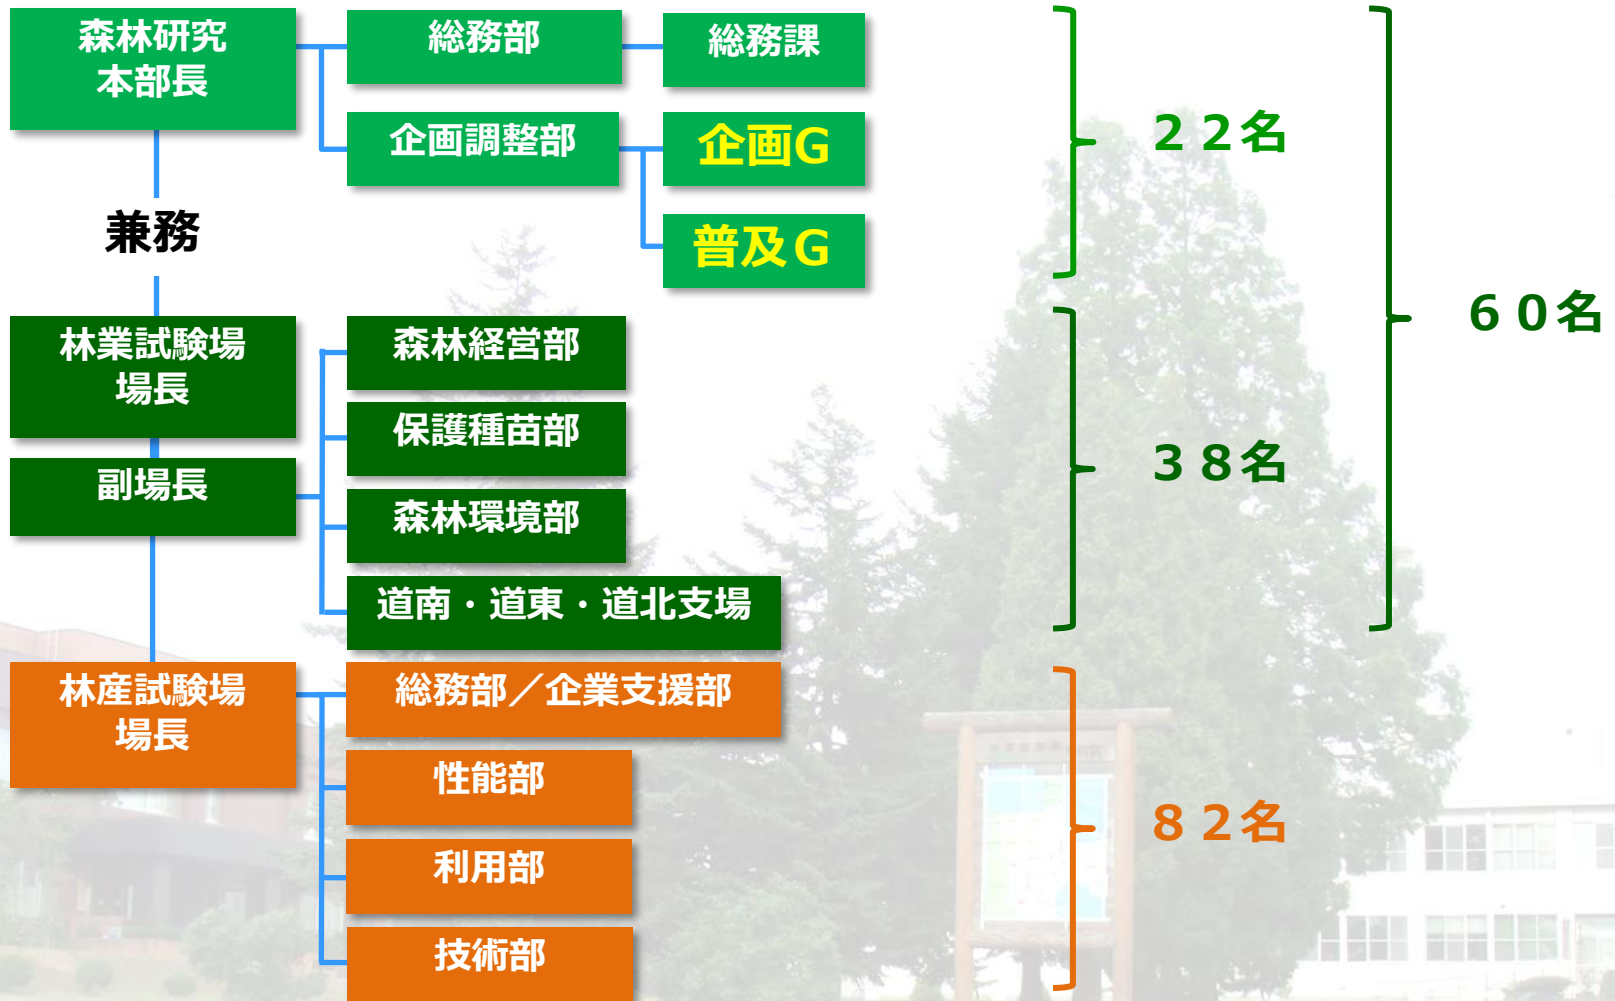 森林研究
本部長
総務部
総務課
企画調整部
企画G
普及G
２２名
兼務
６０名
林業試験場
場長
副場長
森林経営部
保護種苗部
森林環境部
道南・道東・道北支場
３８名
林産試験場
場長
総務部／企業支援部
性能部
利用部
技術部
８２名